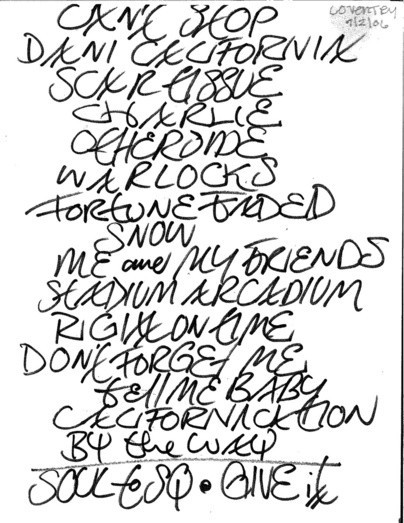 COVENTRY
7/2/06
CAN'T STOP
DANI CALIFORNIA
SCAR TISSUE
CHARLIE
OTHERSIDE
WARLOCKS
FORTUNE FADED
SNOW
ME and MY FRIENDS
STADIUM ARCADIUM
RIGHT ON TIME
DON'T FORGET ME
tEll ME BABY
CALIFORNICATION
BY the WAY
SOUL to SQ • GIVE it